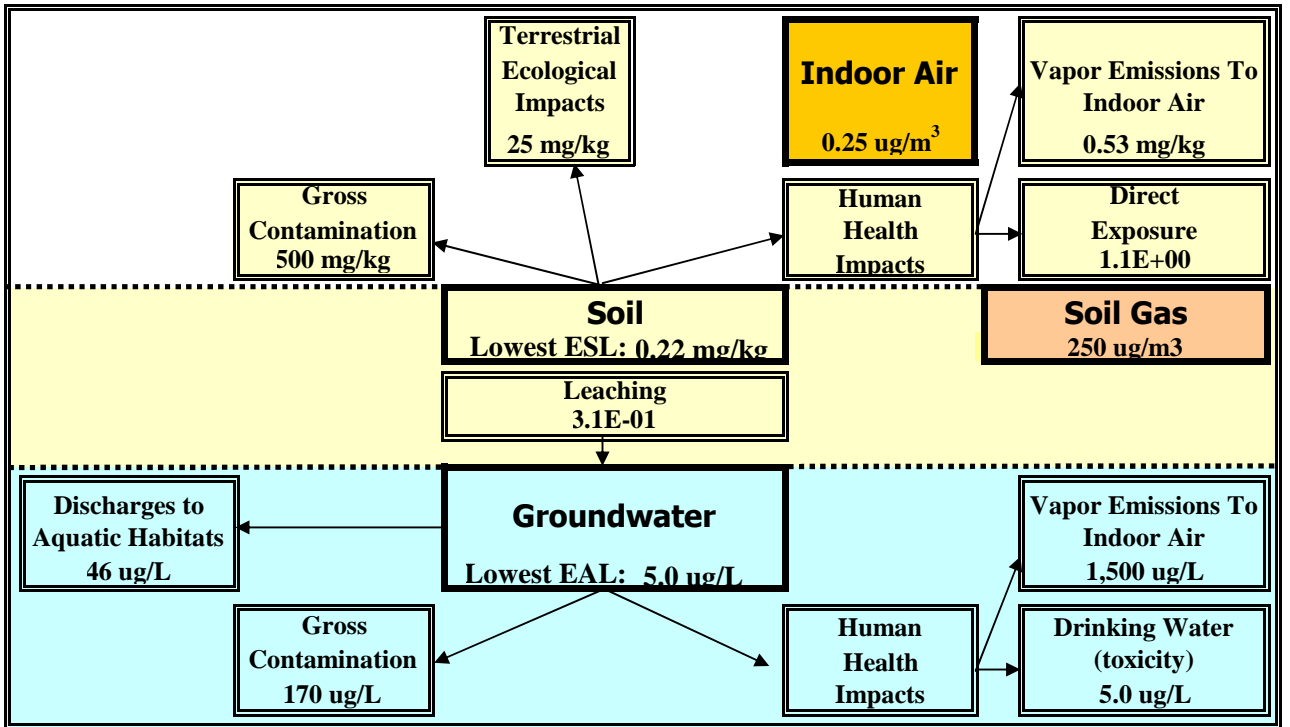 Terrestrial
Ecological
Impacts
25 mg/kg
Indoor Air
0.25 ug/m³
Vapor Emissions To
Indoor Air
0.53 mg/kg
Gross
Contamination
500 mg/kg
Human
Health
Impacts
Direct
Exposure
1.1E+00
Soil
Lowest ESL: 0.22 mg/kg
Soil Gas
250 ug/m3
Leaching
3.1E-01
Discharges to
Aquatic Habitats
46 ug/L
Groundwater
Lowest EAL: 5.0 ug/L
Vapor Emissions To
Indoor Air
1,500 ug/L
Gross
Contamination
170 ug/L
Human
Health
Impacts
Drinking Water
(toxicity)
5.0 ug/L